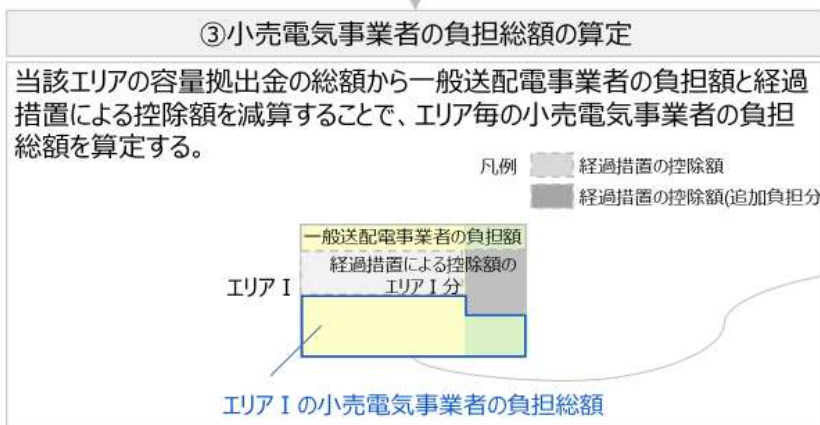 ③小売電気事業者の負担総額の算定
当該エリアの容量拠出金の総額から一般送配電事業者の負担額と経過
措置による控除額を減算することで、エリア毎の小売電気事業者の負担
総額を算定する。
凡例
経過措置の控除額
経過措置の控除額(追加負担分
一般送配電事業者の負担額
経過措置による控除額の
エリアⅠ分
エリアⅠ
エリアⅠの小売電気事業者の負担総額